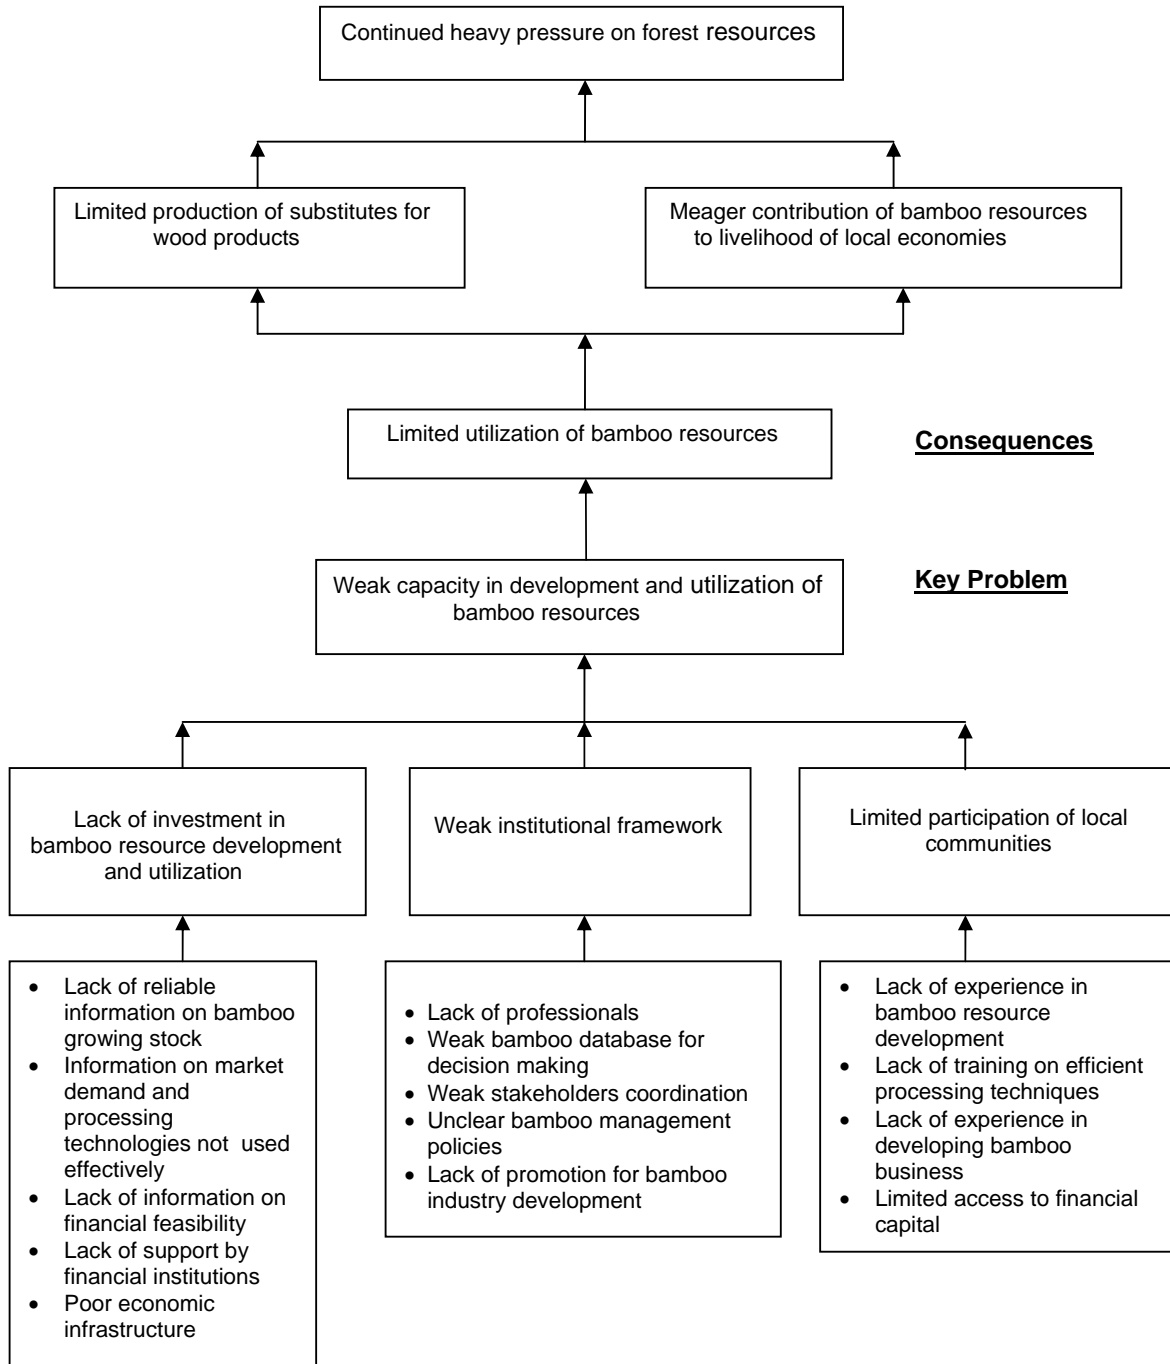 Continued heavy pressure on forest resources
Limited production of substitutes for
wood products
Meager contribution of bamboo resources
to livelihood of local economies
Limited utilization of bamboo resources
Consequences
Weak capacity in development and utilization of
bamboo resources
Key Problem
Lack of investment in
bamboo resource development
and utilization
Weak institutional framework
Limited participation of local
communities
• Lack of reliable
information on bamboo
growing stock
• Information on market
demand and
processing
technologies not used
effectively
• Lack of information on
financial feasibility
• Lack of support by
financial institutions
• Poor economic
infrastructure
• Lack of professionals
• Weak bamboo database for
decision making
• Weak stakeholders coordination
• Unclear bamboo management
policies
• Lack of promotion for bamboo
industry development
• Lack of experience in
bamboo resource
development
• Lack of training on efficient
processing techniques
• Lack of experience in
developing bamboo
business
• Limited access to financial
capital